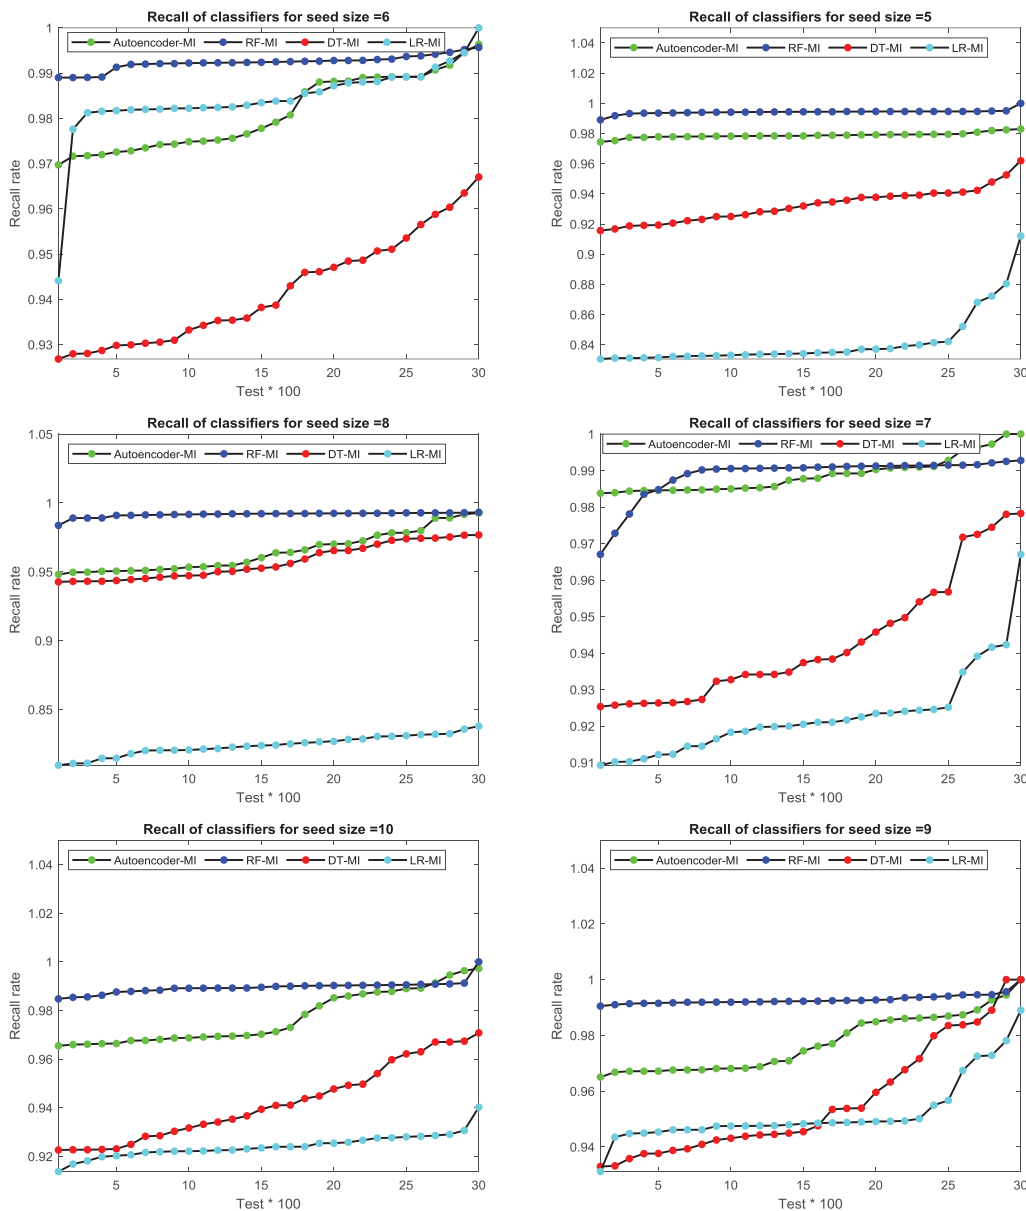 Recall of classifiers for seed size =6
Autoencoder-MI RF-MI DT-MI LR-MI
1
0.99
0.98
0.97
0.96
0.95
0.94
0.93
Recall rate
5 10 15 20 25 30
Test * 100
Recall of classifiers for seed size =5
Autoencoder-MI RF-MI DT-MI LR-MI
1.04
1.02
1
0.98
0.96
0.94
0.92
0.9
0.88
0.86
0.84
Recall rate
5 10 15 20 25 30
Test * 100
Recall of classifiers for seed size =8
Autoencoder-MI RF-MI DT-MI LR-MI
1.05
1
0.95
0.9
0.85
Recall rate
5 10 15 20 25 30
Test * 100
Recall of classifiers for seed size =7
Autoencoder-MI RF-MI DT-MI LR-MI
1
0.99
0.98
0.97
0.96
0.95
0.94
0.93
0.92
0.91
Recall rate
5 10 15 20 25 30
Test * 100
Recall of classifiers for seed size =10
Autoencoder-MI RF-MI DT-MI LR-MI
1.04
1.02
1
0.98
0.96
0.94
0.92
Recall rate
5 10 15 20 25 30
Test * 100
Recall of classifiers for seed size =9
Autoencoder-MI RF-MI DT-MI LR-MI
1.04
1.02
1
0.98
0.96
0.94
Recall rate
5 10 15 20 25 30
Test * 100